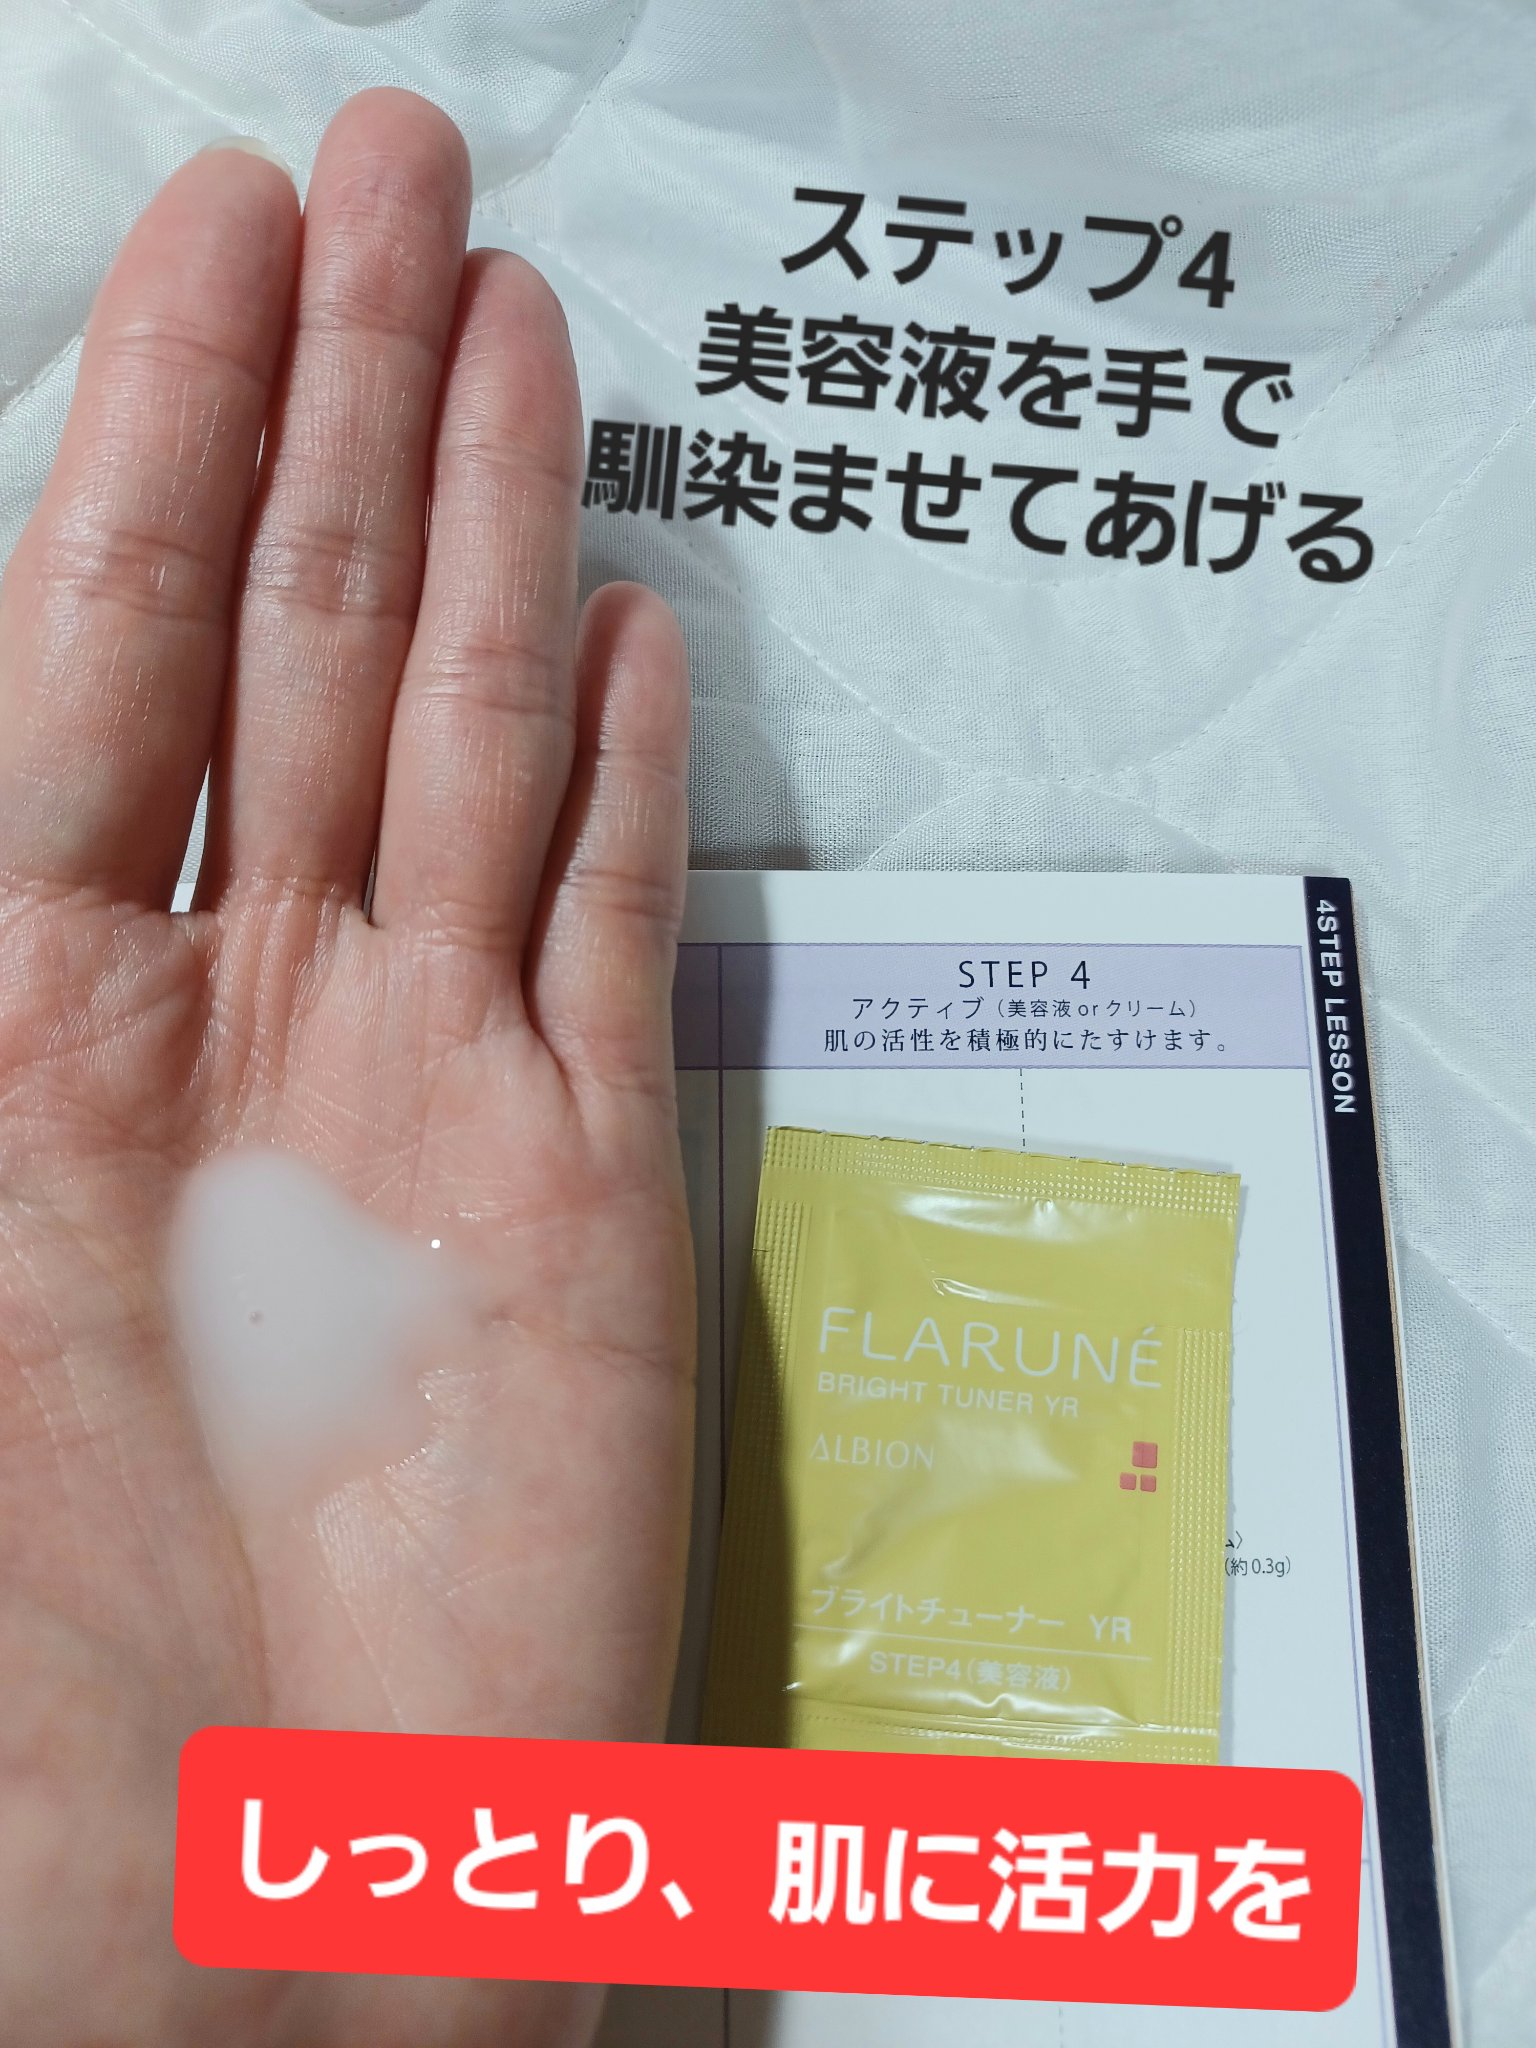 ステップ4
美容液を手で
馴染ませてあげる
4STEP LESSON
STEP 4
アクティブ（美容液orクリーム）
肌の活性を積極的にたすけます。
FLARUNÉ
BRIGHT TUNER YR
ALBION
ム〉
(約0.3g)
ブライトチューナー YR
STEP4(美容液)
しっとり、肌に活力を